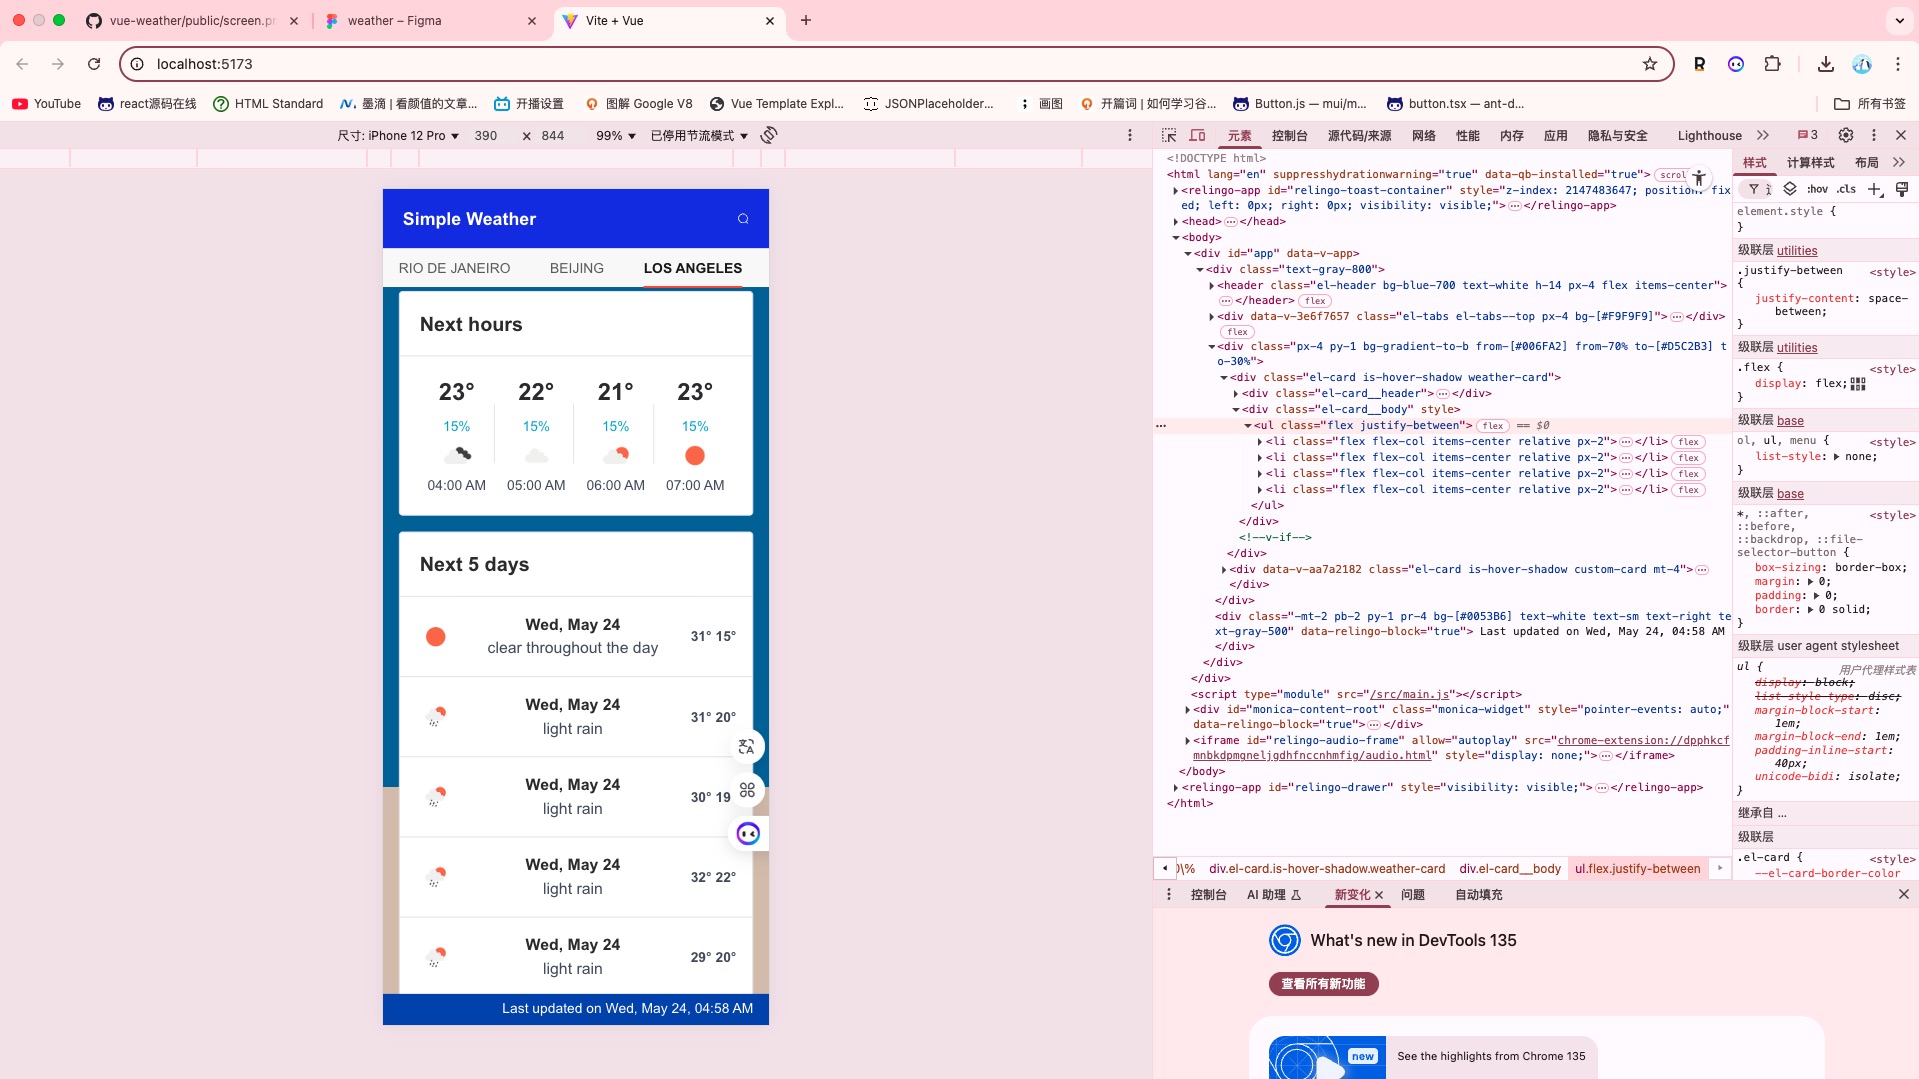 vue-weather/public/screen.pr
weather – Figma
Vite + Vue
localhost:5173
YouTube
react源码在线
HTML Standard
墨滴 | 看颜值的文章...
开播设置
图解 Google V8
Vue Template Expl...
JSONPlaceholder...
画图
开篇词 | 如何学习谷...
Button.js — mui/m...
button.tsx — ant-d...
所有书签
尺寸: iPhone 12 Pro
390 × 844
99%
已停用节流模式
Simple Weather
RIO DE JANEIRO BEIJING LOS ANGELES
Next hours
23° 22° 21° 23°
15% 15% 15% 15%
04:00 AM 05:00 AM 06:00 AM 07:00 AM
Next 5 days
Wed, May 24
clear throughout the day
31° 15°
Wed, May 24
light rain
31° 20°
Wed, May 24
light rain
30° 19
Wed, May 24
light rain
32° 22°
Wed, May 24
light rain
29° 20°
Last updated on Wed, May 24, 04:58 AM
元素 控制台 源代码/来源 网络 性能 内存 应用 隐私与安全 Lighthouse
3
<!DOCTYPE html>
<html lang="en" suppresshydrationwarning="true" data-qb-installed="true"> scrol
<relingo-app id="relingo-toast-container" style="z-index: 2147483647; position: fix
ed; left: 0px; right: 0px; visibility: visible;">…</relingo-app>
<head>…</head>
<body>
<div id="app" data-v-app>
<div class="text-gray-800">
<header class="el-header bg-blue-700 text-white h-14 px-4 flex items-center">
…</header> flex
<div data-v-3e6f7657 class="el-tabs el-tabs--top px-4 bg-[#F9F9F9]">…</div>
flex
<div class="px-4 py-1 bg-gradient-to-b from-[#006FA2] from-70% to-[#D5C2B3] t
o-30%">
<div class="el-card is-hover-shadow weather-card">
<div class="el-card__header">…</div>
<div class="el-card__body" style>
… <ul class="flex justify-between"> flex == $0
<li class="flex flex-col items-center relative px-2">…</li> flex
<li class="flex flex-col items-center relative px-2">…</li> flex
<li class="flex flex-col items-center relative px-2">…</li> flex
<li class="flex flex-col items-center relative px-2">…</li> flex
</ul>
</div>
<!--v-if-->
</div>
<div data-v-aa7a2182 class="el-card is-hover-shadow custom-card mt-4">…
</div>
</div>
<div class="-mt-2 pb-2 py-1 pr-4 bg-[#0053B6] text-white text-sm text-right te
xt-gray-500" data-relingo-block="true"> Last updated on Wed, May 24, 04:58 AM
</div>
</div>
</div>
<script type="module" src="/src/main.js"></script>
<div id="monica-content-root" class="monica-widget" style="pointer-events: auto;"
data-relingo-block="true">…</div>
<iframe id="relingo-audio-frame" allow="autoplay" src="chrome-extension://dpphkcf
mnbkdpmgneljgdhfnccnhmfig/audio.html" style="display: none;">…</iframe>
</body>
<relingo-app id="relingo-drawer" style="visibility: visible;">…</relingo-app>
</html>
)\% div.el-card.is-hover-shadow.weather-card div.el-card__body ul.flex.justify-between
样式 计算样式 布局
:hov .cls
element.style {
}
级联层 utilities
.justify-between <style>
{
justify-content: space-
between;
}
级联层 utilities
.flex { <style>
display: flex;
}
级联层 base
ol, ul, menu { <style>
list-style: none;
}
级联层 base
*, ::after, <style>
::before,
::backdrop, ::file-
selector-button {
box-sizing: border-box;
margin: 0;
padding: 0;
border: 0 solid;
}
级联层 user agent stylesheet
ul { 用户代理样式表
display: block;
list-style-type: disc;
margin-block-start:
1em;
margin-block-end: 1em;
padding-inline-start:
40px;
unicode-bidi: isolate;
}
继承自 ...
级联层
.el-card { <style>
--el-card-border-color
控制台 AI 助理 新变化 问题 自动填充
What's new in DevTools 135
查看所有新功能
new
See the highlights from Chrome 135